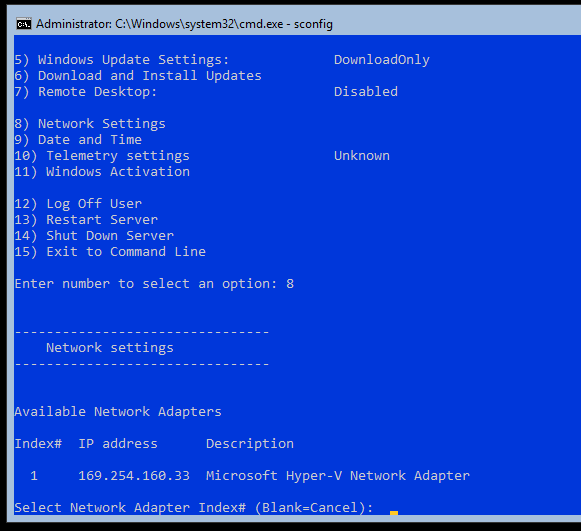 Administrator: C:\Windows\system32\cmd.exe - sconfig
5) Windows Update Settings: DownloadOnly
6) Download and Install Updates
7) Remote Desktop: Disabled
8) Network Settings
9) Date and Time
10) Telemetry settings Unknown
11) Windows Activation
12) Log Off User
13) Restart Server
14) Shut Down Server
15) Exit to Command Line
Enter number to select an option: 8
--------------------------------
Network settings
--------------------------------
Available Network Adapters
Index# IP address Description
1 169.254.160.33 Microsoft Hyper-V Network Adapter
Select Network Adapter Index# (Blank=Cancel):